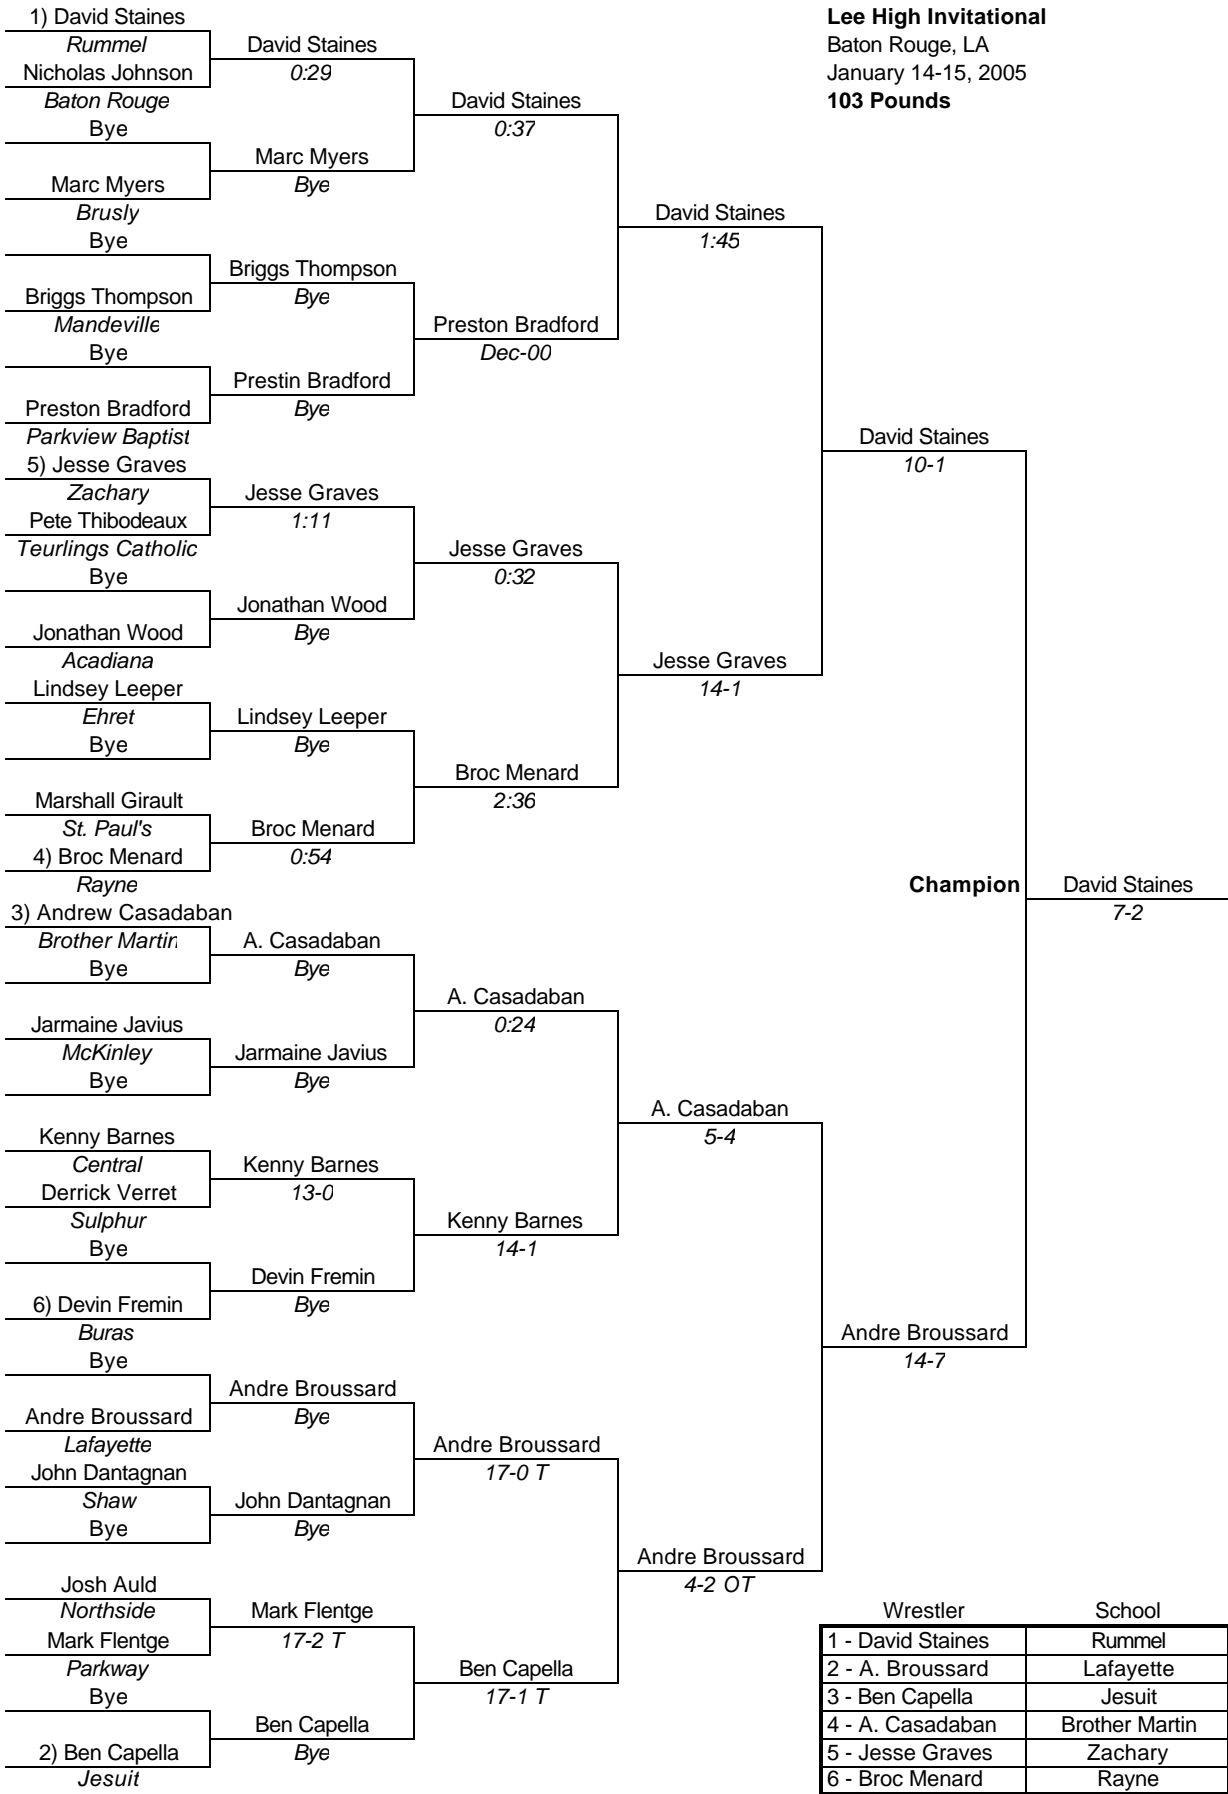 Lee High Invitational
Baton Rouge, LA
January 14-15, 2005
103 Pounds
1) David Staines
Rummel
Nicholas Johnson
Baton Rouge
Bye
Marc Myers
Brusly
Bye
Briggs Thompson
Mandeville
Bye
Preston Bradford
Parkview Baptist
5) Jesse Graves
Zachary
Pete Thibodeaux
Teurlings Catholic
Bye
Jonathan Wood
Acadiana
Lindsey Leeper
Ehret
Bye
Marshall Girault
St. Paul's
4) Broc Menard
Rayne
3) Andrew Casadaban
Brother Martin
Bye
Jarmaine Javius
McKinley
Bye
Kenny Barnes
Central
Derrick Verret
Sulphur
Bye
6) Devin Fremin
Buras
Bye
Andre Broussard
Lafayette
John Dantagnan
Shaw
Bye
Josh Auld
Northside
Mark Flentge
Parkway
Bye
2) Ben Capella
Jesuit
David Staines
0:29
Marc Myers
Bye
Briggs Thompson
Bye
Prestin Bradford
Bye
Jesse Graves
1:11
Jonathan Wood
Bye
Lindsey Leeper
Bye
Broc Menard
0:54
A. Casadaban
Bye
Jarmaine Javius
Bye
Kenny Barnes
13-0
Devin Fremin
Bye
Andre Broussard
Bye
John Dantagnan
Bye
Mark Flentge
17-2 T
Ben Capella
Bye
David Staines
0:37
Preston Bradford
Dec-00
Jesse Graves
0:32
Broc Menard
2:36
A. Casadaban
0:24
Kenny Barnes
14-1
Andre Broussard
17-0 T
Ben Capella
17-1 T
David Staines
1:45
Jesse Graves
14-1
A. Casadaban
5-4
Andre Broussard
4-2 OT
David Staines
10-1
Andre Broussard
14-7
Champion David Staines
7-2
Wrestler School
1 - David Staines Rummel
2 - A. Broussard Lafayette
3 - Ben Capella Jesuit
4 - A. Casadaban Brother Martin
5 - Jesse Graves Zachary
6 - Broc Menard Rayne